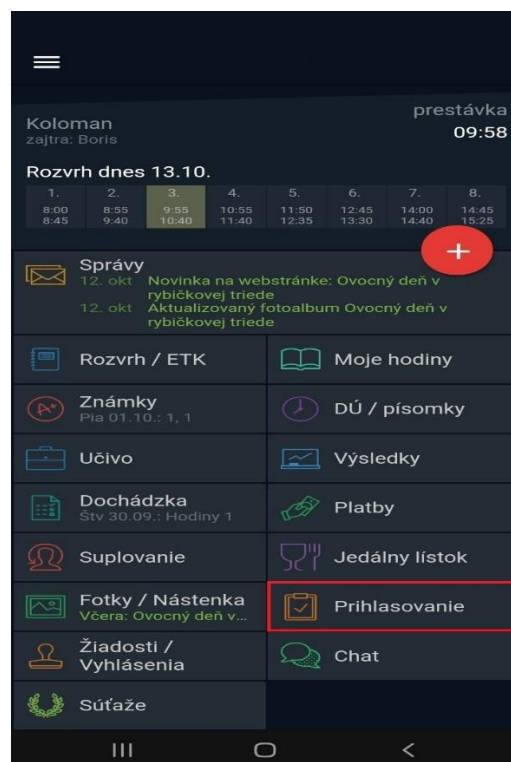 prestávka
Koloman
09:58
zajtra: Boris
Rozvrh dnes 13.10.
1. 2. 3. 4. 5. 6. 7. 8.
8:00 8:55 9:55 10:55 11:50 12:45 14:00 14:45
8:45 9:40 10:40 11:40 12:35 13:30 14:40 15:25
+
Správy
12. okt Novinka na webstránke: Ovocný deň v
rybičkovej triede
12. okt Aktualizovaný fotoalbum Ovocný deň v
rybičkovej triede
Rozvrh / ETK
Moje hodiny
Známky
Pia 01.10.: 1, 1
DÚ / písomky
Učivo
Výsledky
Dochádzka
Štv 30.09.: Hodiny 1
Platby
Suplovanie
Jedálny lístok
Fotky / Nástenka
Včera: Ovocný deň v...
Prihlasovanie
Žiadosti /
Vyhlásenia
Chat
Súťaže